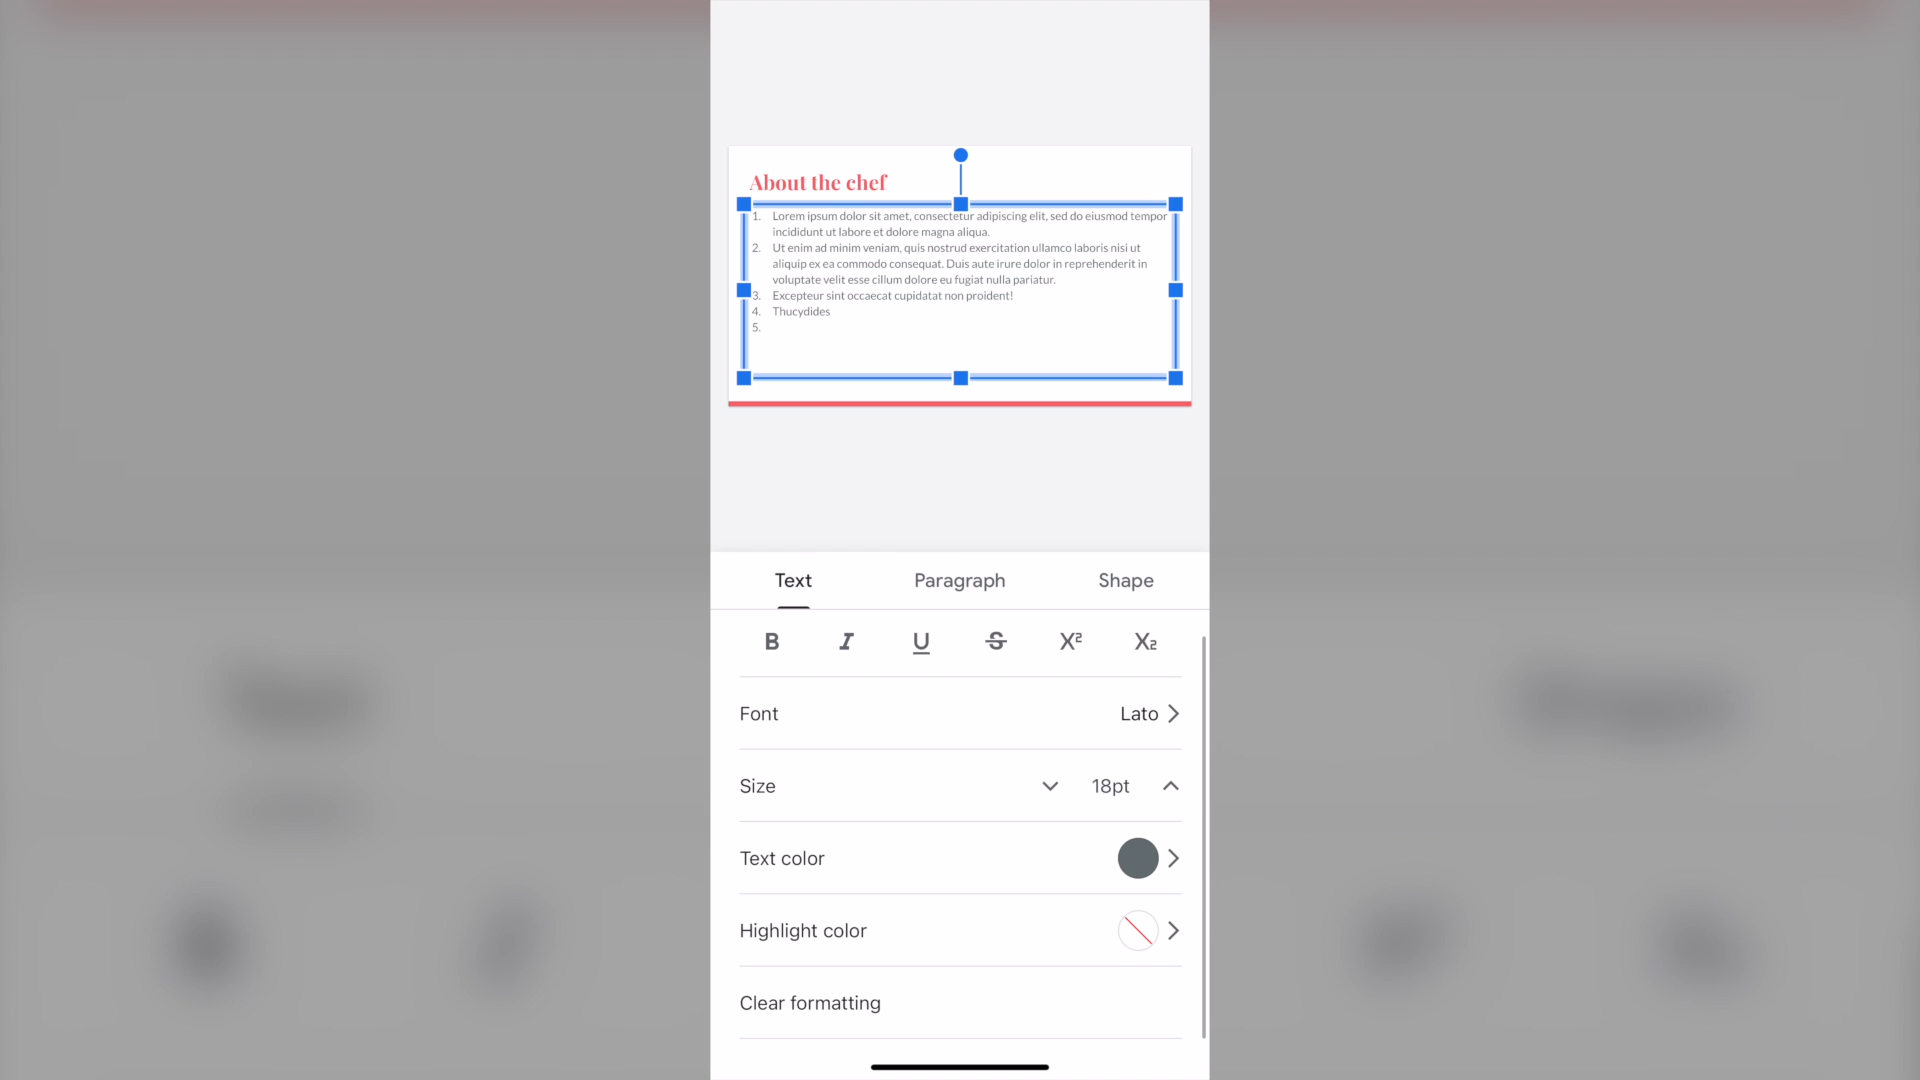 About the chef
1. Lorem ipsum dolor sit amet, consectetur adipiscing elit, sed do eiusmod tempor
incididunt ut labore et dolore magna aliqua.
2. Ut enim ad minim veniam, quis nostrud exercitation ullamco laboris nisi ut
aliquip ex ea commodo consequat. Duis aute irure dolor in reprehenderit in
voluptate velit esse cillum dolore eu fugiat nulla pariatur.
3. Excepteur sint occaecat cupidatat non proident!
4. Thucydides
5.
Text Paragraph Shape
B I U S X² X₂
Font Lato
Size 18pt
Text color
Highlight color
Clear formatting